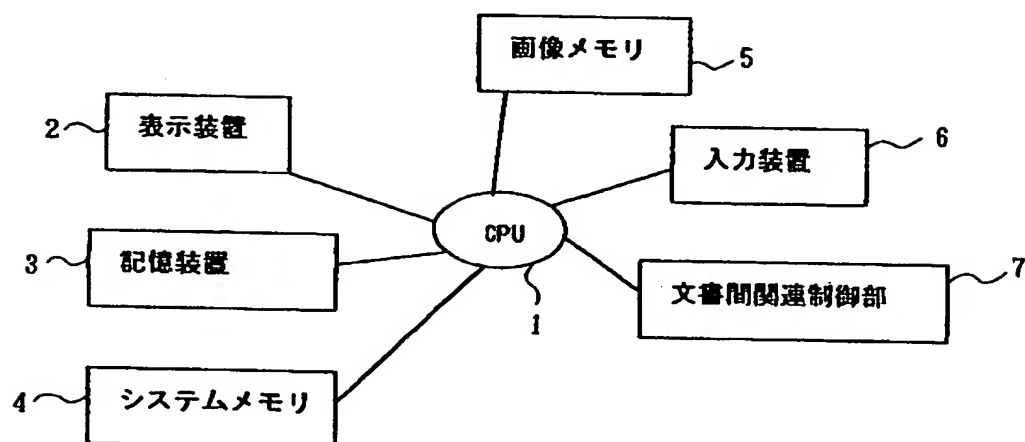 画像メモリ
5
2
表示装置
6
入力装置
CPU
3
記憶装置
7
文書間関連制御部
1
4
システムメモリ